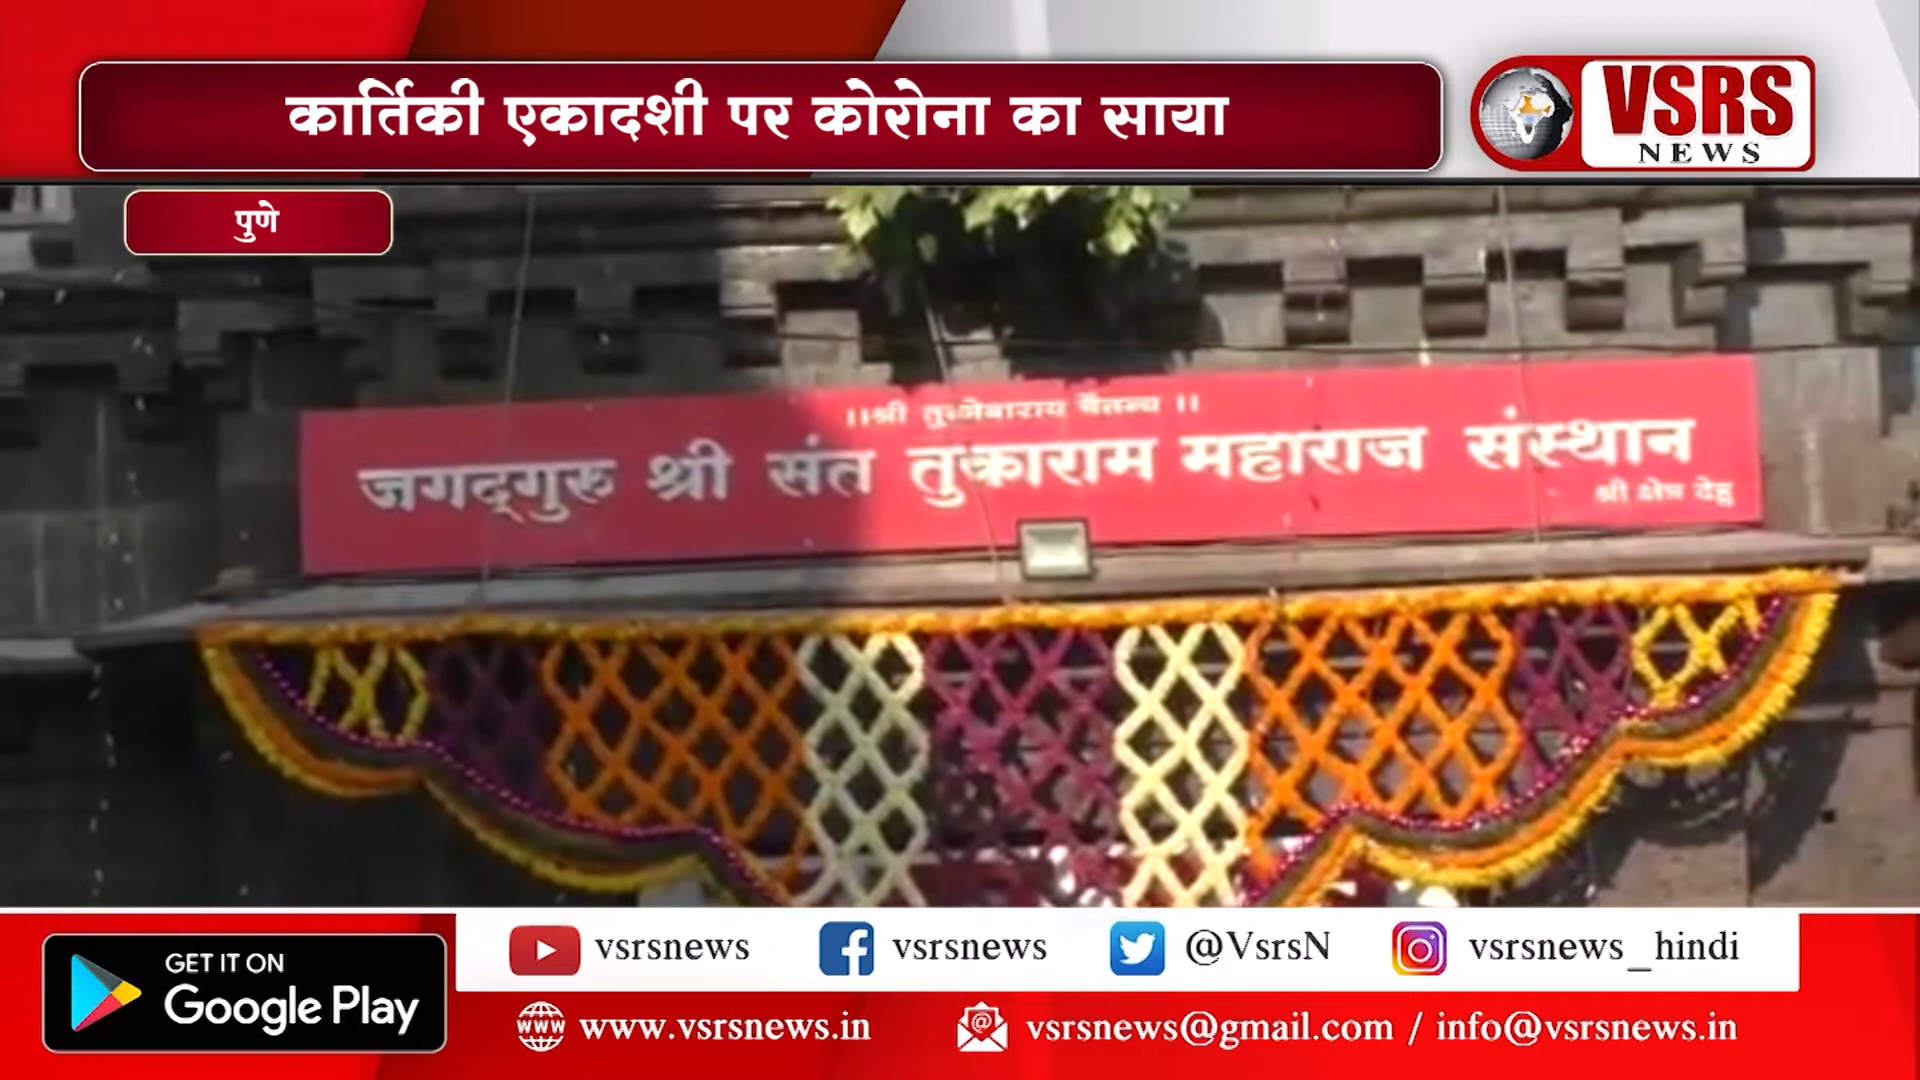 कार्तिकी एकादशी पर कोरोना का साया
VSRS
NEWS
पुणे
।।श्री तुकोबाराय चैतन्य ।।
जगद्गुरु श्री संत तुकाराम महाराज संस्थान
श्री क्षेत्र देहु
GET IT ON
Google Play
vsrsnews
vsrsnews
@VsrsN
vsrsnews_hindi
www.vsrsnews.in
vsrsnews@gmail.com / info@vsrsnews.in